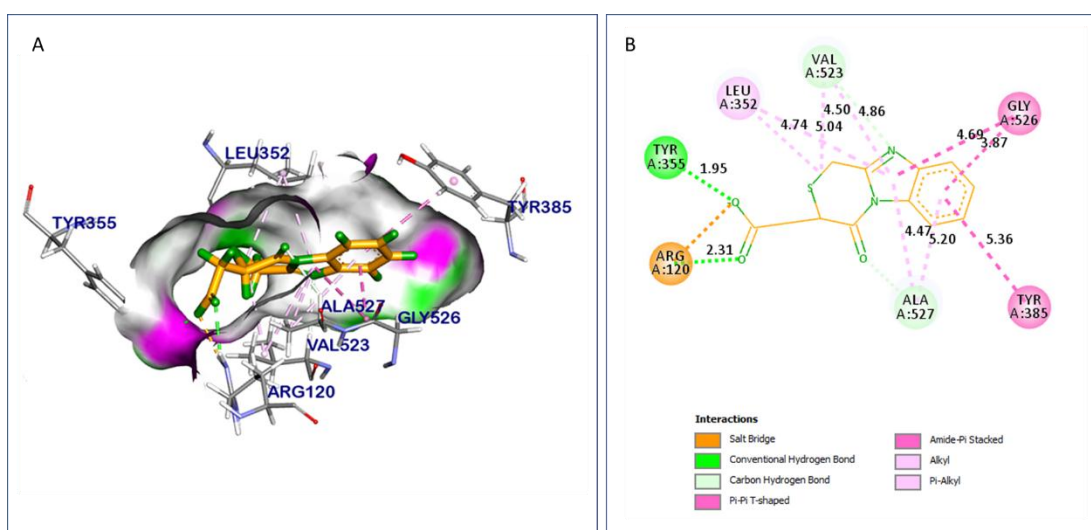 A
LEU352
TYR355
TYR385
ALA527
GLY526
VAL523
ARG120
B
VAL
A:523
LEU
A:352
GLY
A:526
4.50
4.86
4.74
5.04
4.69
3.87
TYR
A:355
1.95
N
S
N
O
2.31
O
O
4.47
5.20
5.36
ARG
A:120
ALA
A:527
TYR
A:385
Interactions
Salt Bridge
Conventional Hydrogen Bond
Carbon Hydrogen Bond
Pi-Pi T-shaped
Amide-Pi Stacked
Alkyl
Pi-Alkyl